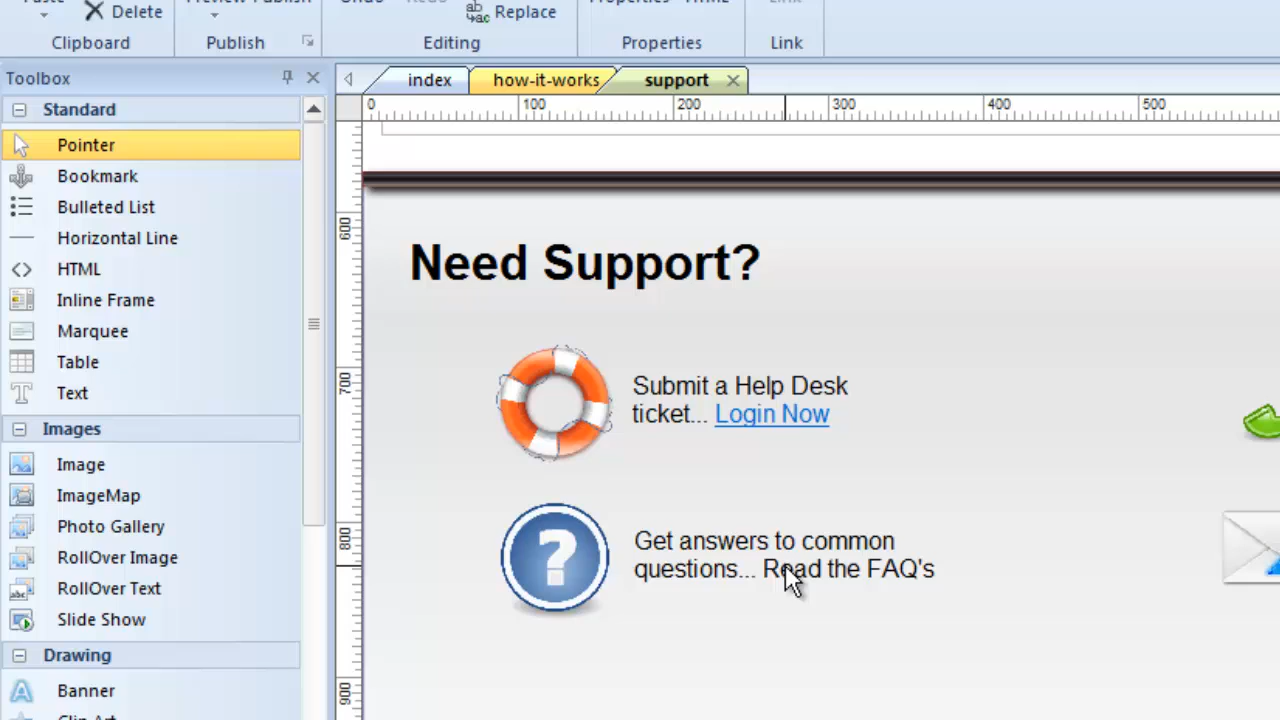 Delete
Replace
Clipboard
Publish
Editing
Properties
Link
Toolbox
index
how-it-works
support
0 100 200 300 400 500
Standard
Pointer
Bookmark
Bulleted List
Horizontal Line
HTML
Inline Frame
Marquee
Table
Text
Images
Image
ImageMap
Photo Gallery
RollOver Image
RollOver Text
Slide Show
Drawing
Banner
600
700
800
900
Need Support?
Submit a Help Desk
ticket... Login Now
?
Get answers to common
questions... Read the FAQ's